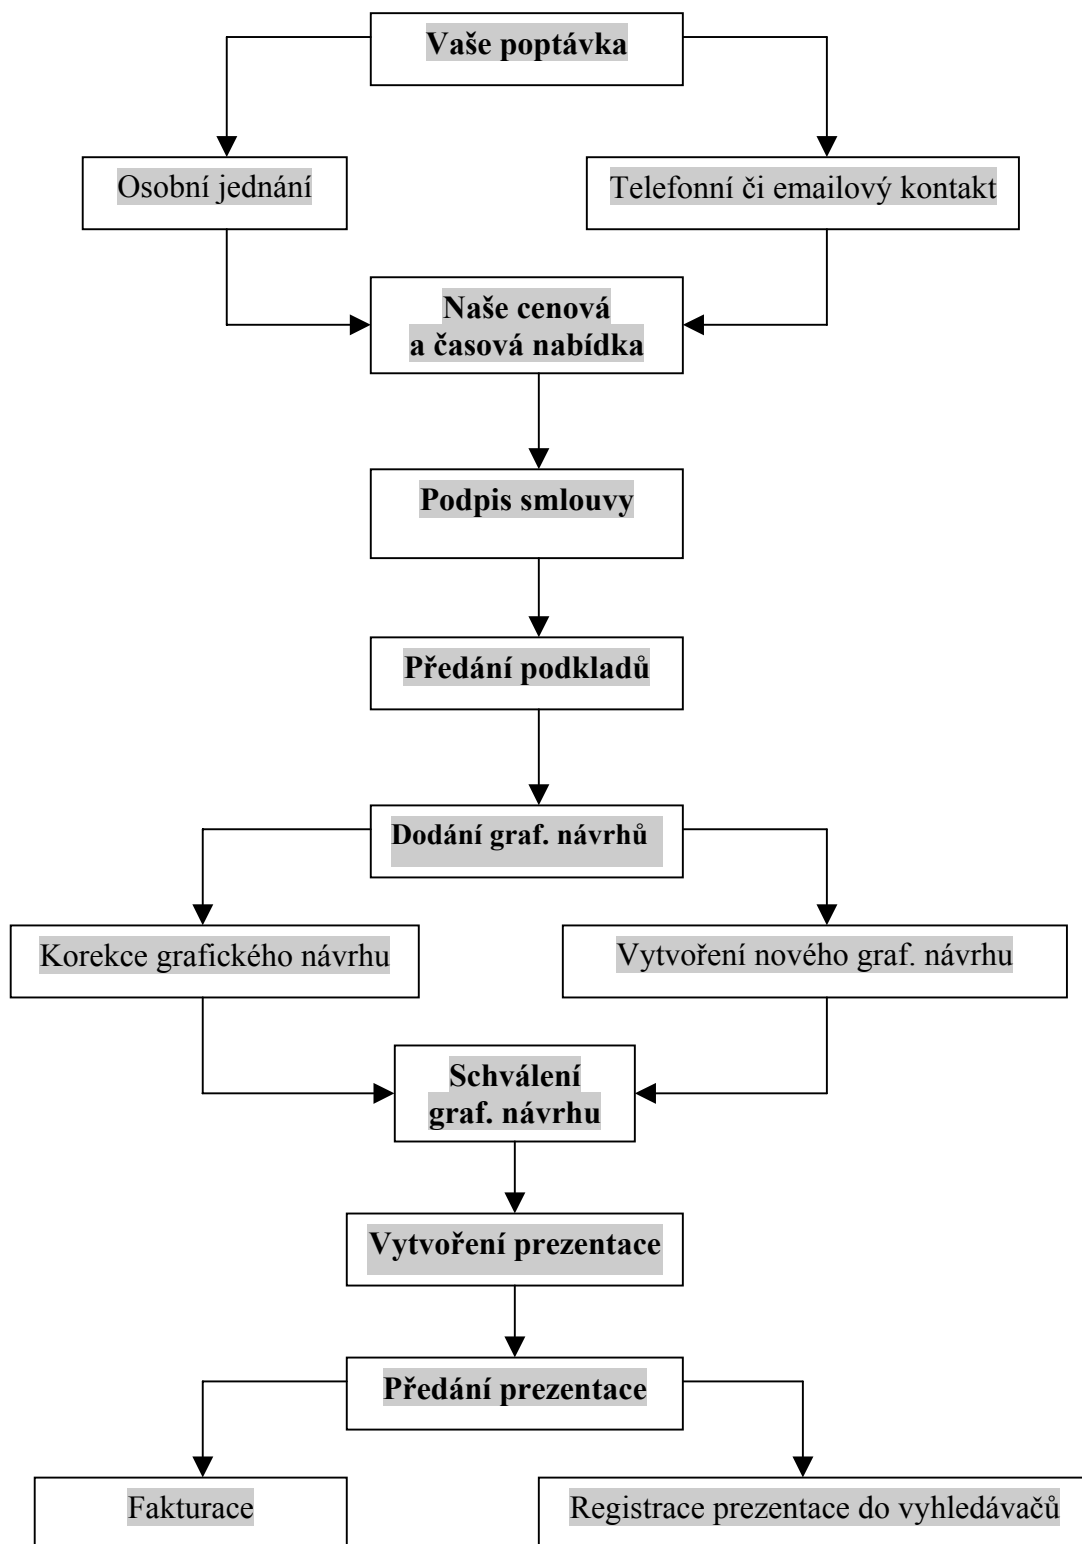 Vaše poptávka
Osobní jednání
Telefonní či emailový kontakt
Naše cenová
a časová nabídka
Podpis smlouvy
Předání podkladů
Dodání graf. návrhů
Korekce grafického návrhu
Vytvoření nového graf. návrhu
Schválení
graf. návrhu
Vytvoření prezentace
Předání prezentace
Fakturace
Registrace prezentace do vyhledávačů